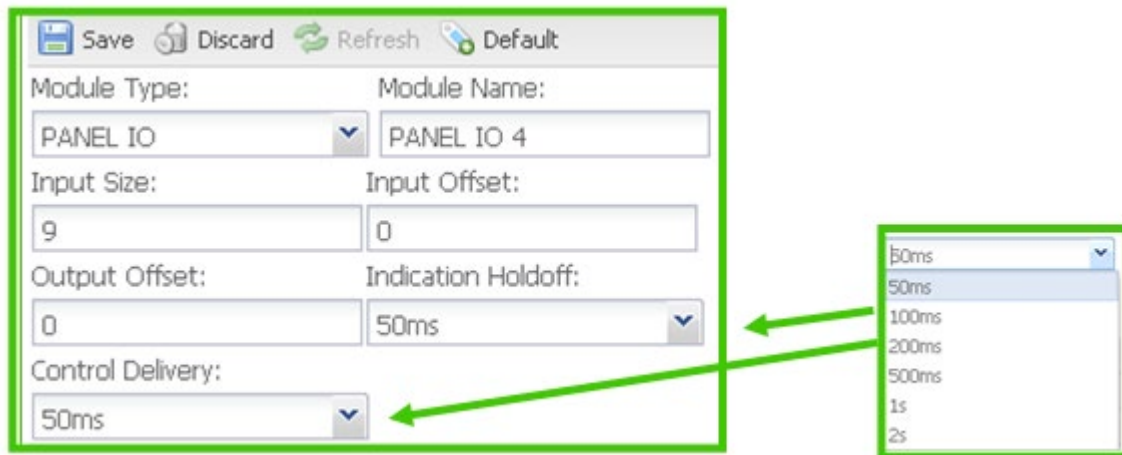 Save Discard Refresh Default
Module Type: Module Name:
PANEL IO PANEL IO 4
Input Size: Input Offset:
9 0
Output Offset: Indication Holdoff:
0 50ms
Control Delivery:
50ms
50ms
50ms
100ms
200ms
500ms
1s
2s